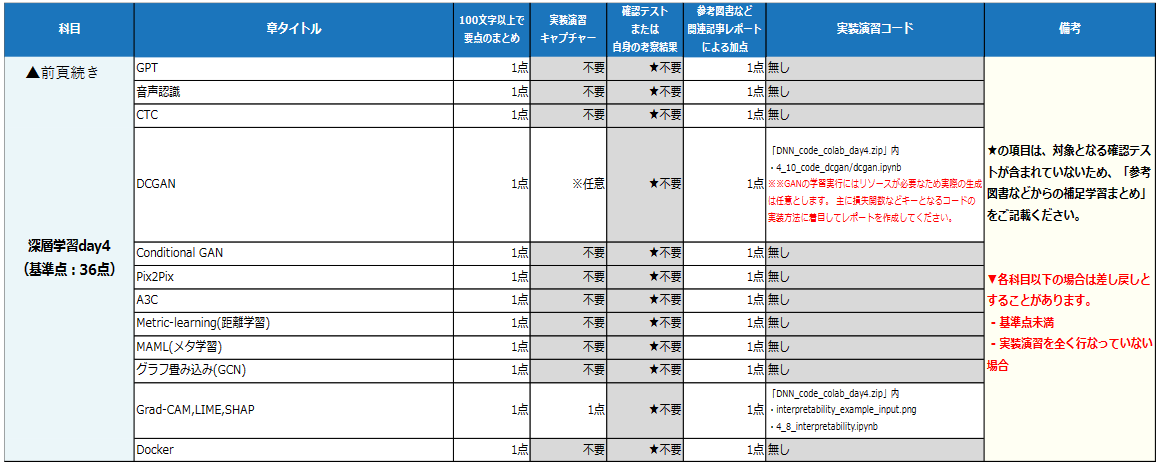 科目 章タイトル 100文字以上で要点のまとめ 実装演習キャプチャー 確認テストまたは自身の考察結果 参考図書など関連記事レポートによる加点 実装演習コード 備考
▲前頁続き
深層学習day4
（基準点：36点）
GPT 1点 不要 ★不要 1点 無し
音声認識 1点 不要 ★不要 1点 無し
CTC 1点 不要 ★不要 1点 無し
DCGAN 1点 ※任意 ★不要 1点
「DNN_code_colab_day4.zip」内
・4_10_code_dcgan/dcgan.ipynb
※※GANの学習実行にはリソースが必要なため実際の生成
は任意とします。 主に損失関数などキーとなるコードの
実装方法に着目してレポートを作成してください。
Conditional GAN 1点 不要 ★不要 1点 無し
Pix2Pix 1点 不要 ★不要 1点 無し
A3C 1点 不要 ★不要 1点 無し
Metric-learning(距離学習) 1点 不要 ★不要 1点 無し
MAML(メタ学習) 1点 不要 ★不要 1点 無し
グラフ畳み込み(GCN) 1点 不要 ★不要 1点 無し
Grad-CAM,LIME,SHAP 1点 1点 ★不要 1点
「DNN_code_colab_day4.zip」内
・interpretability_example_input.png
・4_8_interpretability.ipynb
Docker 1点 不要 ★不要 1点 無し
★の項目は、対象となる確認テス
トが含まれていないため、「参考
図書などからの補足学習まとめ」
をご記載ください。
▼各科目以下の場合は差し戻しと
することがあります。
- 基準点未満
- 実装演習を全く行なっていない
場合